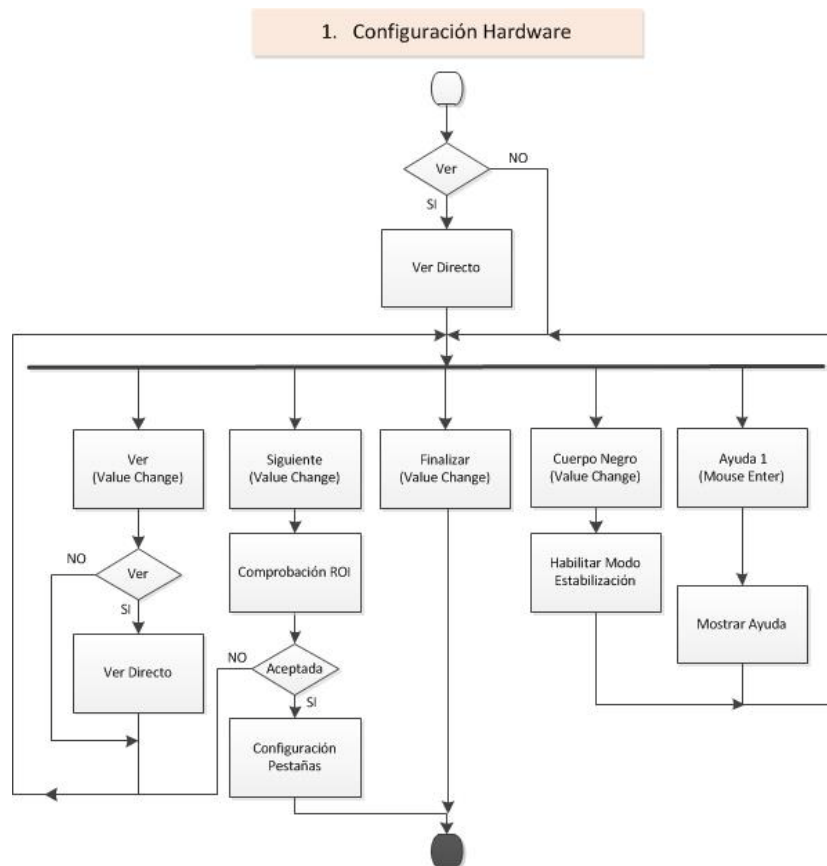 1. Configuración Hardware
Ver
NO
SI
Ver Directo
Ver
(Value Change)
Siguiente
(Value Change)
Finalizar
(Value Change)
Cuerpo Negro
(Value Change)
Ayuda 1
(Mouse Enter)
NO
Ver
SI
Comprobación ROI
Habilitar Modo
Estabilización
Mostrar Ayuda
Ver Directo
NO
Aceptada
SI
Configuración
Pestañas